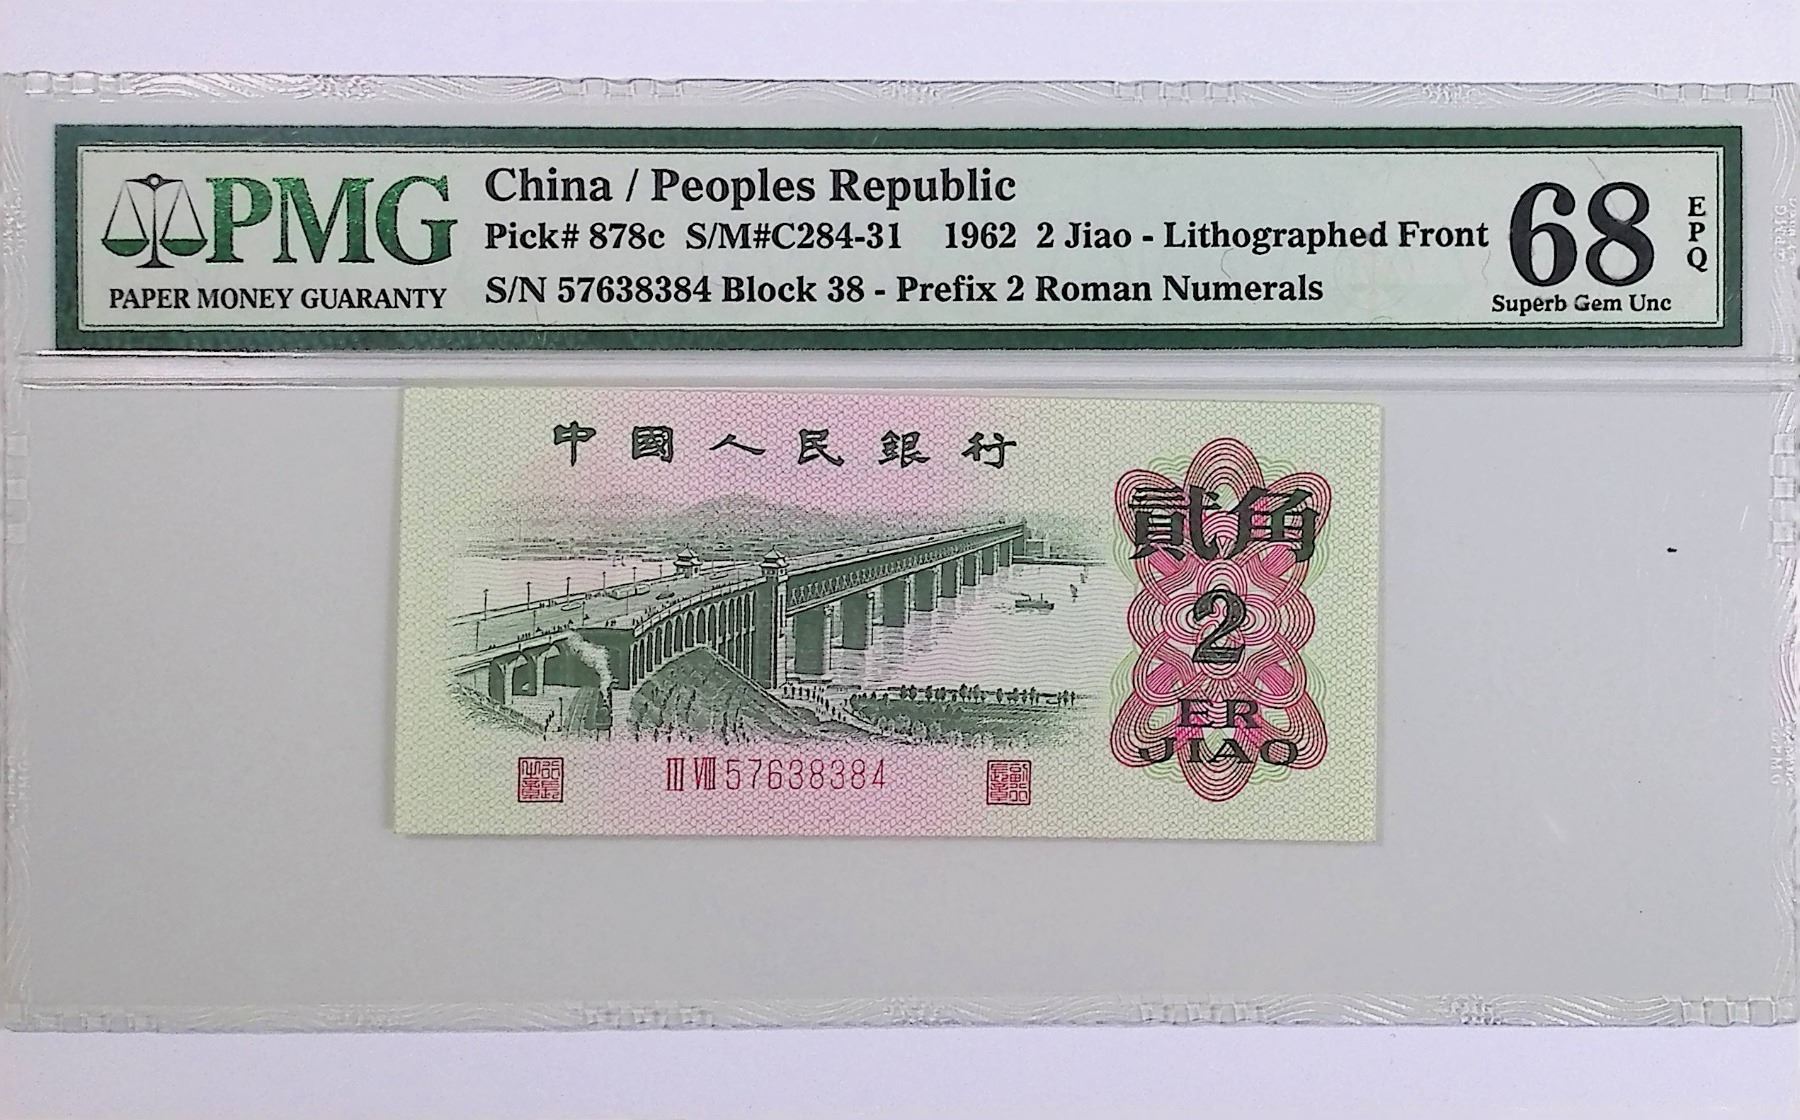 PMG
PAPER MONEY GUARANTY
China / Peoples Republic
Pick# 878c S/M#C284-31 1962 2 Jiao - Lithographed Front
S/N 57638384 Block 38 - Prefix 2 Roman Numerals
68
EPQ
Superb Gem Unc
中國人民銀行
貳角
2
ER
JIAO
III VIII 57638384